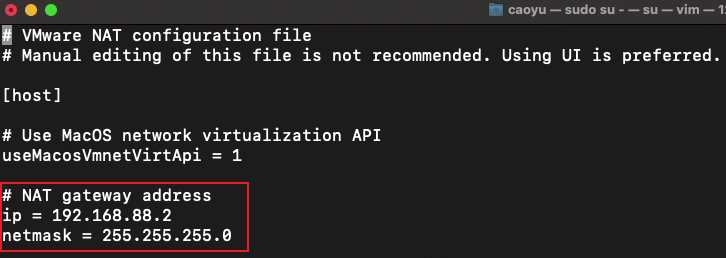 caoyu — sudo su - — su — vim — 1
# VMware NAT configuration file
# Manual editing of this file is not recommended. Using UI is preferred.
[host]
# Use MacOS network virtualization API
useMacosVmnetVirtApi = 1
# NAT gateway address
ip = 192.168.88.2
netmask = 255.255.255.0